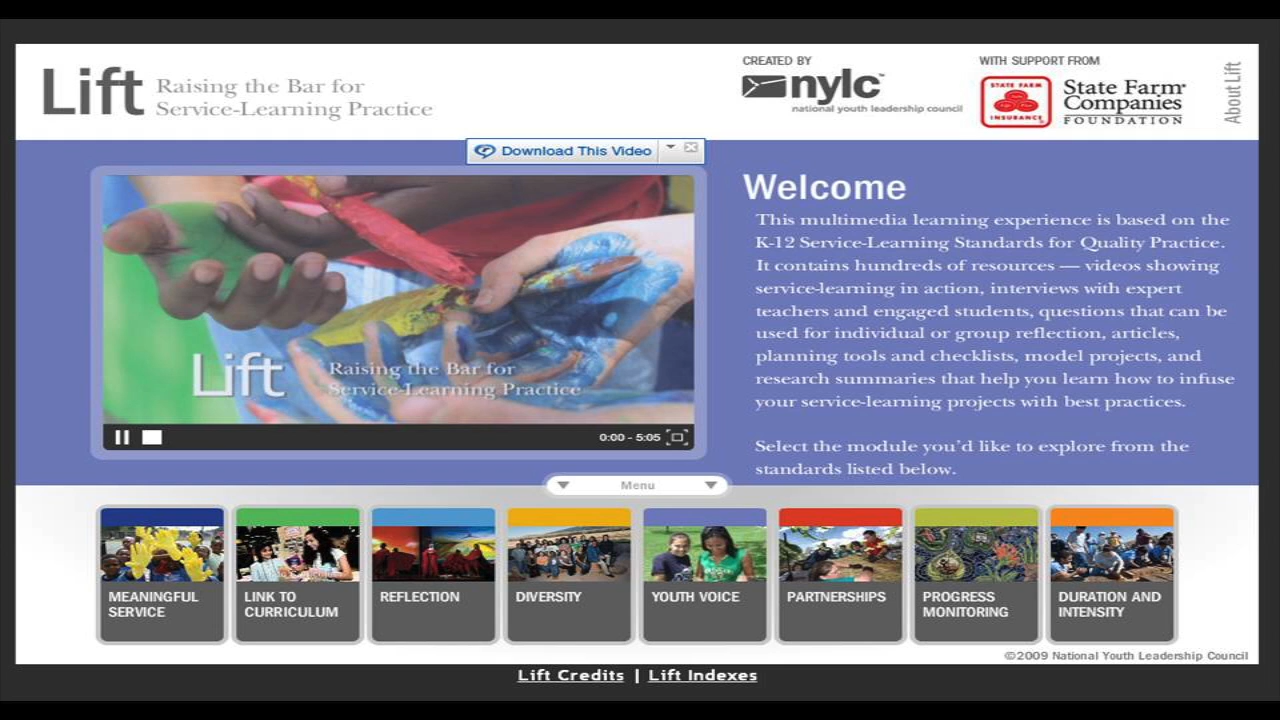 Lift
Raising the Bar for
Service-Learning Practice
CREATED BY
nylc™
national youth leadership council
WITH SUPPORT FROM
STATE FARM
INSURANCE
State Farm®
Companies
FOUNDATION
About Lift
Download This Video
Lift
Raising the Bar for
Service-Learning Practice
0:00 - 5:05
Welcome
This multimedia learning experience is based on the
K-12 Service-Learning Standards for Quality Practice.
It contains hundreds of resources — videos showing
service-learning in action, interviews with expert
teachers and engaged students, questions that can be
used for individual or group reflection, articles,
planning tools and checklists, model projects, and
research summaries that help you learn how to infuse
your service-learning projects with best practices.
Select the module you'd like to explore from the
standards listed below.
Menu
MEANINGFUL
SERVICE
LINK TO
CURRICULUM
REFLECTION
DIVERSITY
YOUTH VOICE
PARTNERSHIPS
PROGRESS
MONITORING
DURATION AND
INTENSITY
©2009 National Youth Leadership Council
Lift Credits | Lift Indexes